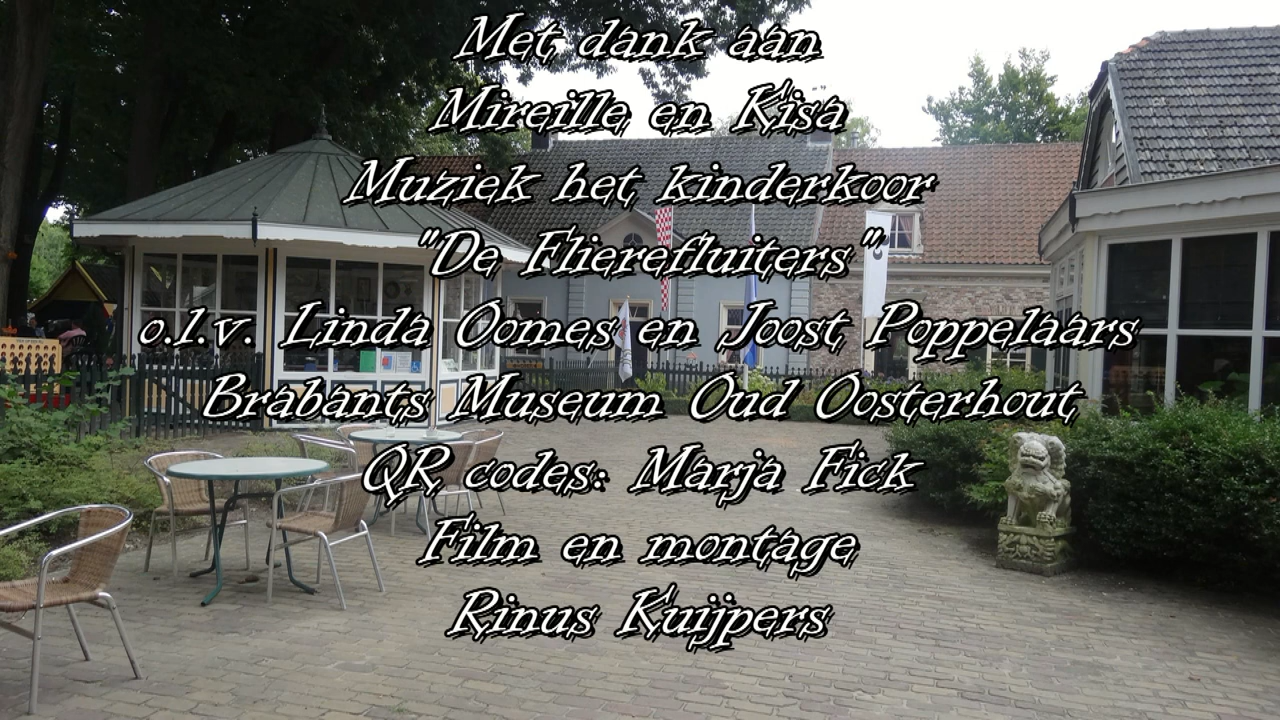 Met dank aan
Mireille en Kisa
Muziek het kinderkoor
"De Flierefluiters"
o.l.v. Linda Oomes en Joost Poppelaars
Brabants Museum Oud Oosterhout
QR codes: Marja Fick
Film en montage
Rinus Kuijpers